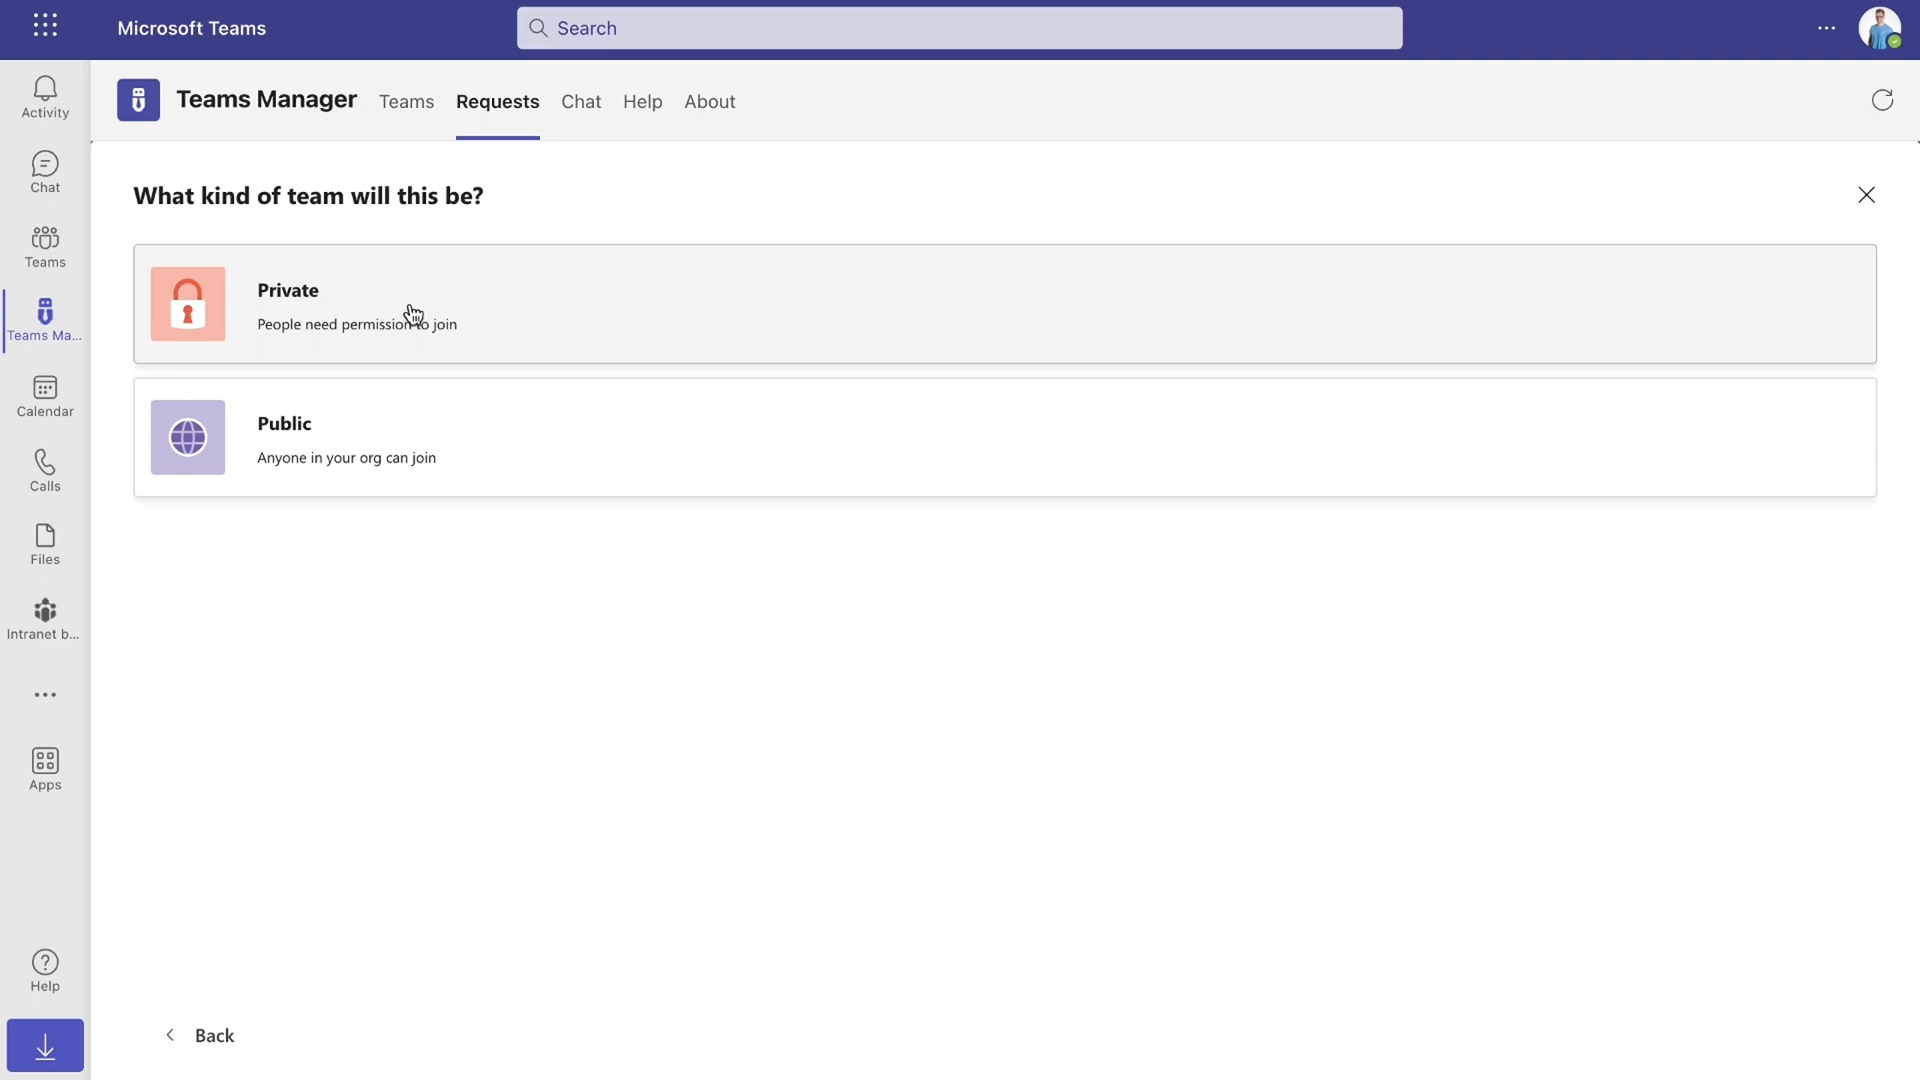 Microsoft Teams
Search
Activity
Chat
Teams
Teams Ma...
Calendar
Calls
Files
Intranet b...
Apps
Help
Teams Manager Teams Requests Chat Help About
What kind of team will this be?
Private
People need permission to join
Public
Anyone in your org can join
Back